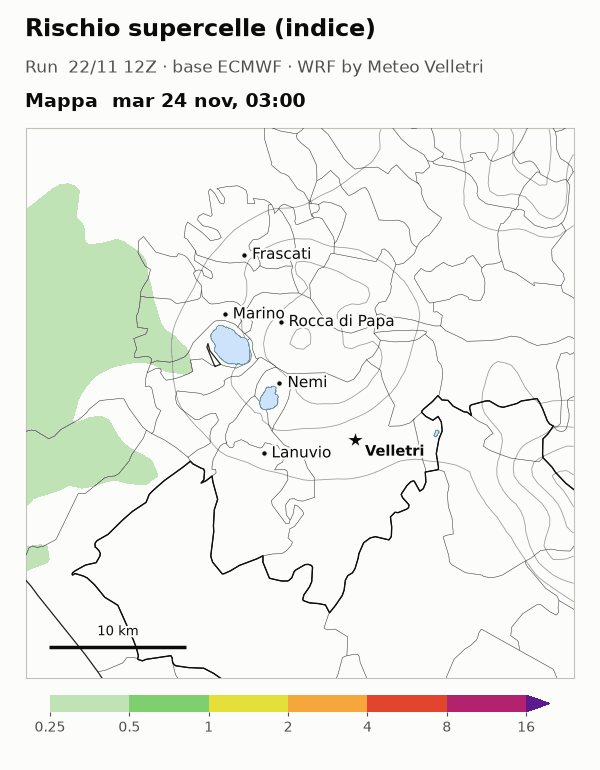 Rischio supercelle (indice)
Run  22/11 12Z · base ECMWF · WRF by Meteo Velletri
Mappa  mar 24 nov, 03:00
Frascati
Marino
Rocca di Papa
Nemi
Velletri
Lanuvio
10 km
0.25 0.5 1 2 4 8 16